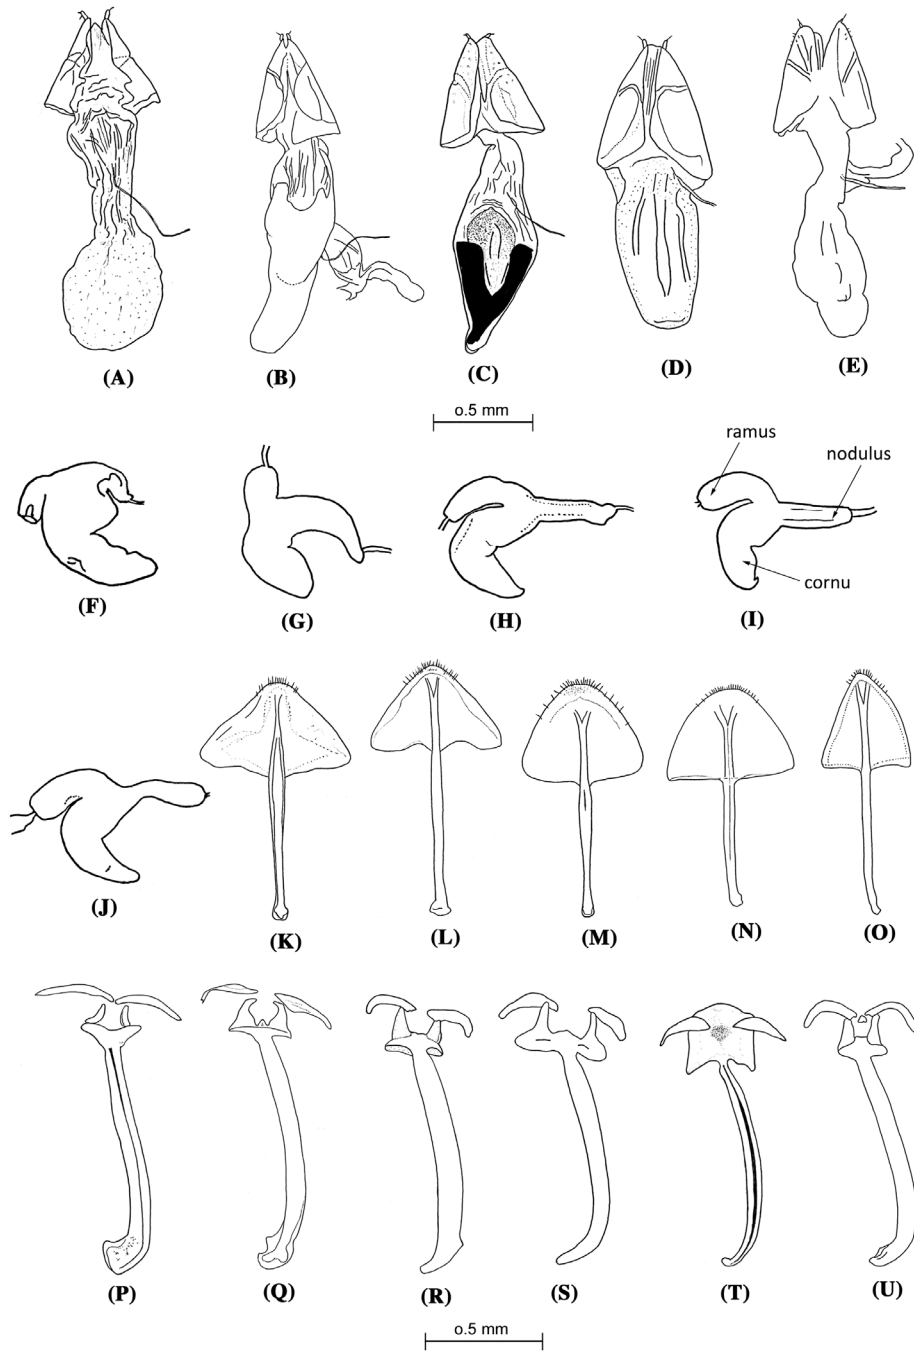 (A)
(B)
(C)
(D)
(E)
o.5 mm
ramus
nodulus
cornu
(F)
(G)
(H)
(I)
(J)
(K)
(L)
(M)
(N)
(O)
(P)
(Q)
(R)
(S)
(T)
(U)
o.5 mm